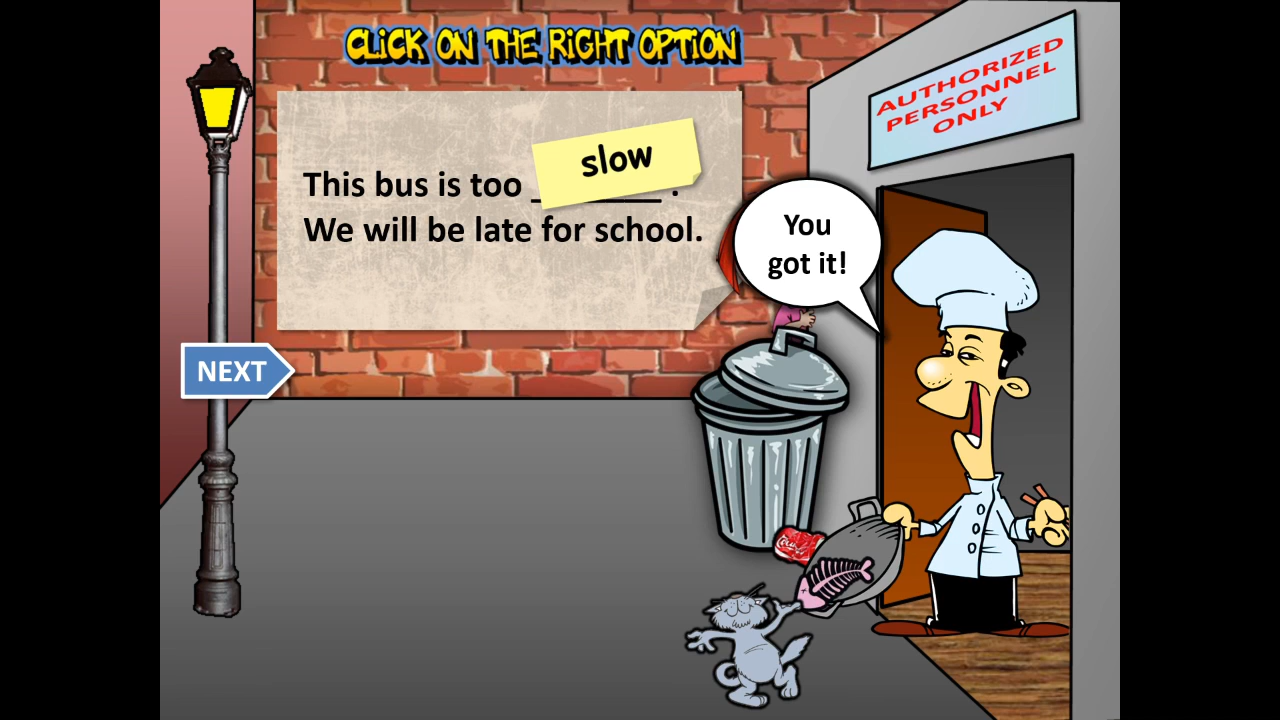 CLICK ON THE RIGHT OPTION
AUTHORIZED
PERSONNEL
ONLY
slow
This bus is too ________ .
We will be late for school.
You
got it!
NEXT